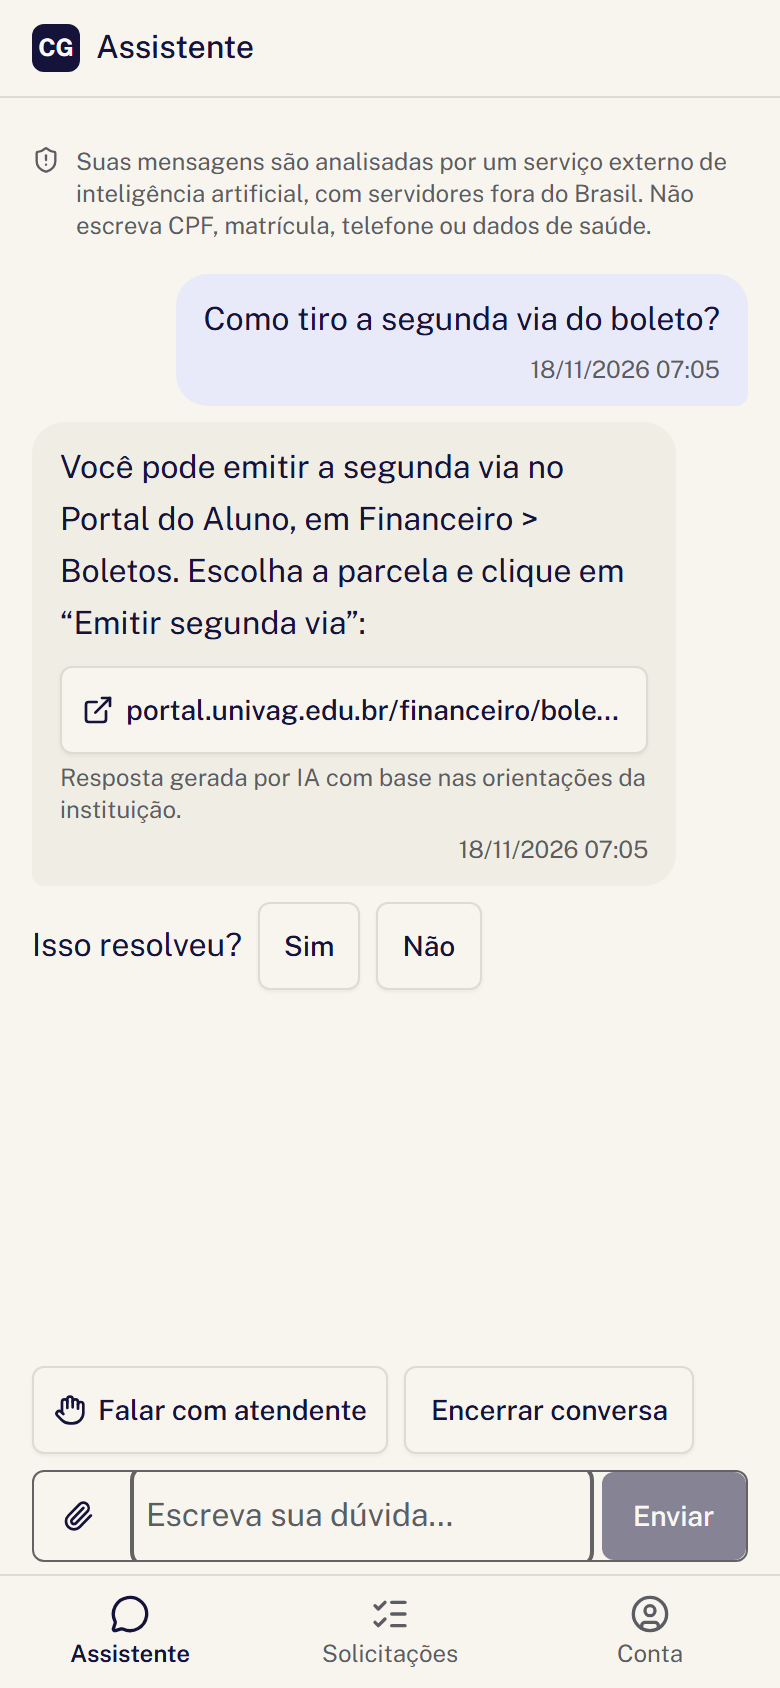 CG Assistente
Suas mensagens são analisadas por um serviço externo de
inteligência artificial, com servidores fora do Brasil. Não
escreva CPF, matrícula, telefone ou dados de saúde.
Como tiro a segunda via do boleto?
18/11/2026 07:05
Você pode emitir a segunda via no
Portal do Aluno, em Financeiro >
Boletos. Escolha a parcela e clique em
“Emitir segunda via”:
portal.univag.edu.br/financeiro/bole...
Resposta gerada por IA com base nas orientações da
instituição.
18/11/2026 07:05
Isso resolveu? Sim Não
Falar com atendente Encerrar conversa
Escreva sua dúvida... Enviar
Assistente Solicitações Conta